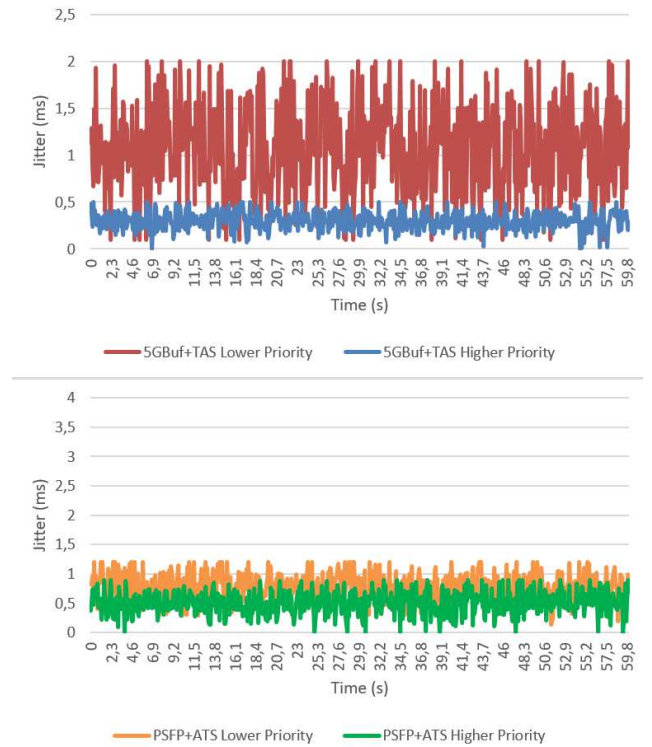 2,5
2
1,5
1
0,5
0
Jitter (ms)
0 2,3 4,6 6,9 9,2 11,5 13,8 16,1 18,4 20,7 23 25,3 27,6 29,9 32,2 34,5 36,8 39,1 41,4 43,7 46 48,3 50,6 52,9 55,2 57,5 59,8
Time (s)
5GBuf+TAS Lower Priority 5GBuf+TAS Higher Priority
4
3,5
3
2,5
2
1,5
1
0,5
0
Jitter (ms)
0 2,3 4,6 6,9 9,2 11,5 13,8 16,1 18,4 20,7 23 25,3 27,6 29,9 32,2 34,5 36,8 39,1 41,4 43,7 46 48,3 50,6 52,9 55,2 57,5 59,8
Time (s)
PSFP+ATS Lower Priority PSFP+ATS Higher Priority